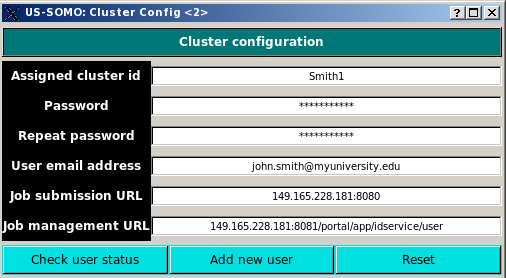 US-SOMO: Cluster Config <2>
Cluster configuration
Assigned cluster id Smith1
Password ***********
Repeat password ***********
User email address john.smith@myuniversity.edu
Job submission URL 149.165.228.181:8080
Job management URL 149.165.228.181:8081/portal/app/idservice/user
Check user status Add new user Reset